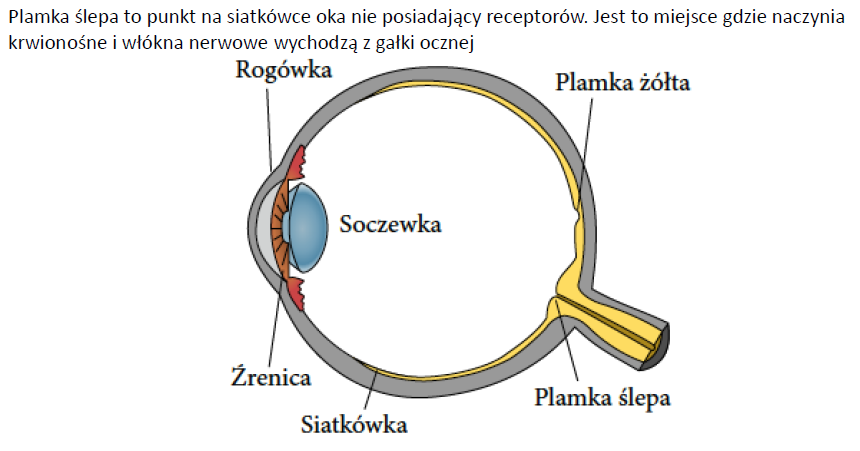 Plamka ślepa to punkt na siatkówce oka nie posiadający receptorów. Jest to miejsce gdzie naczynia
krwionośne i włókna nerwowe wychodzą z gałki ocznej
Rogówka
Plamka żółta
Soczewka
Źrenica
Plamka ślepa
Siatkówka